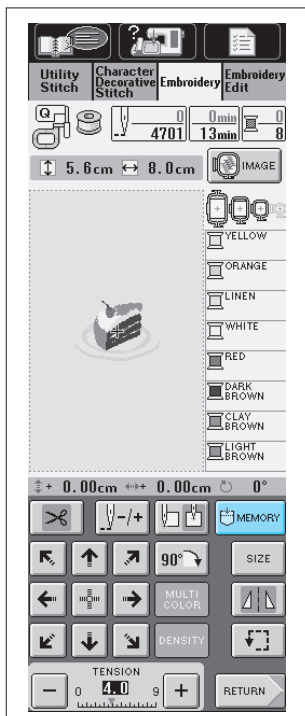 Utility Stitch
Character Decorative Stitch
Embroidery
Embroidery Edit
Q
0
4701
0min
13min
0
8
5.6cm 8.0cm
IMAGE
YELLOW
ORANGE
LINEN
WHITE
RED
DARK BROWN
CLAY BROWN
LIGHT BROWN
+ 0.00cm + 0.00cm 0°
-/+
MEMORY
90°
SIZE
MULTI COLOR
DENSITY
TENSION
- 0 4.0 9 +
RETURN